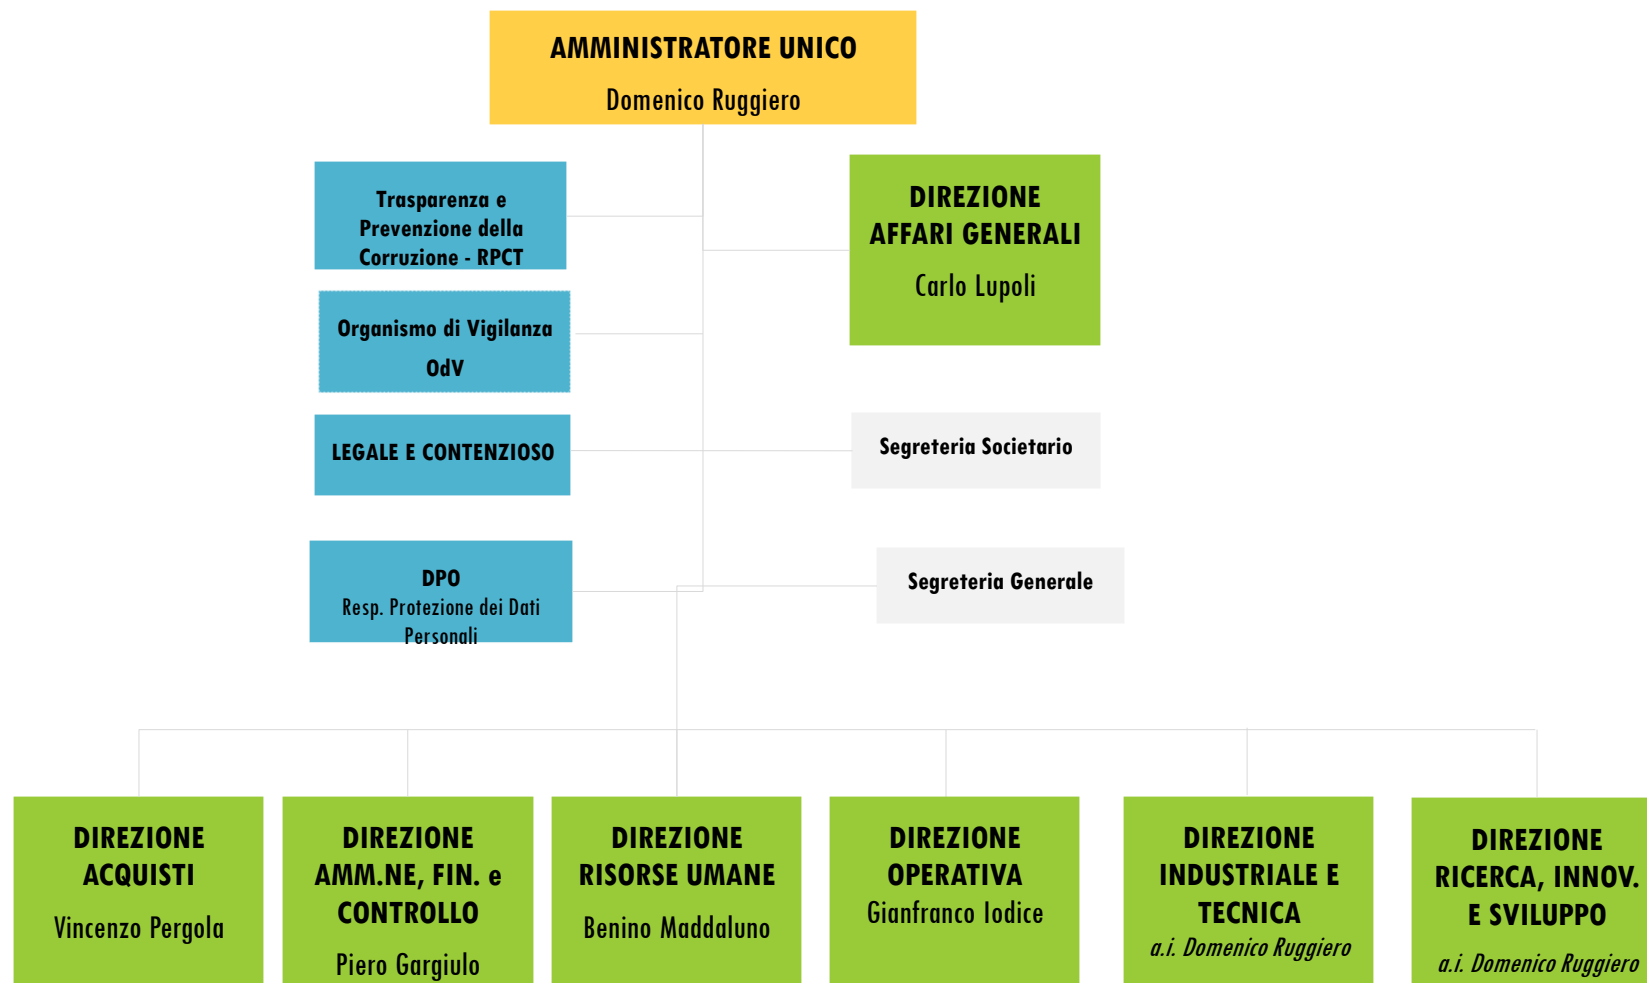 AMMINISTRATORE UNICO
Domenico Ruggiero
Trasparenza e
Prevenzione della
Corruzione - RPCT
DIREZIONE
AFFARI GENERALI
Carlo Lupoli
Organismo di Vigilanza
OdV
LEGALE E CONTENZIOSO
Segreteria Societario
DPO
Resp. Protezione dei Dati
Personali
Segreteria Generale
DIREZIONE
ACQUISTI
Vincenzo Pergola
DIREZIONE
AMM.NE, FIN. e
CONTROLLO
Piero Gargiulo
DIREZIONE
RISORSE UMANE
Benino Maddaluno
DIREZIONE
OPERATIVA
Gianfranco Iodice
DIREZIONE
INDUSTRIALE E
TECNICA
a.i. Domenico Ruggiero
DIREZIONE
RICERCA, INNOV.
E SVILUPPO
a.i. Domenico Ruggiero